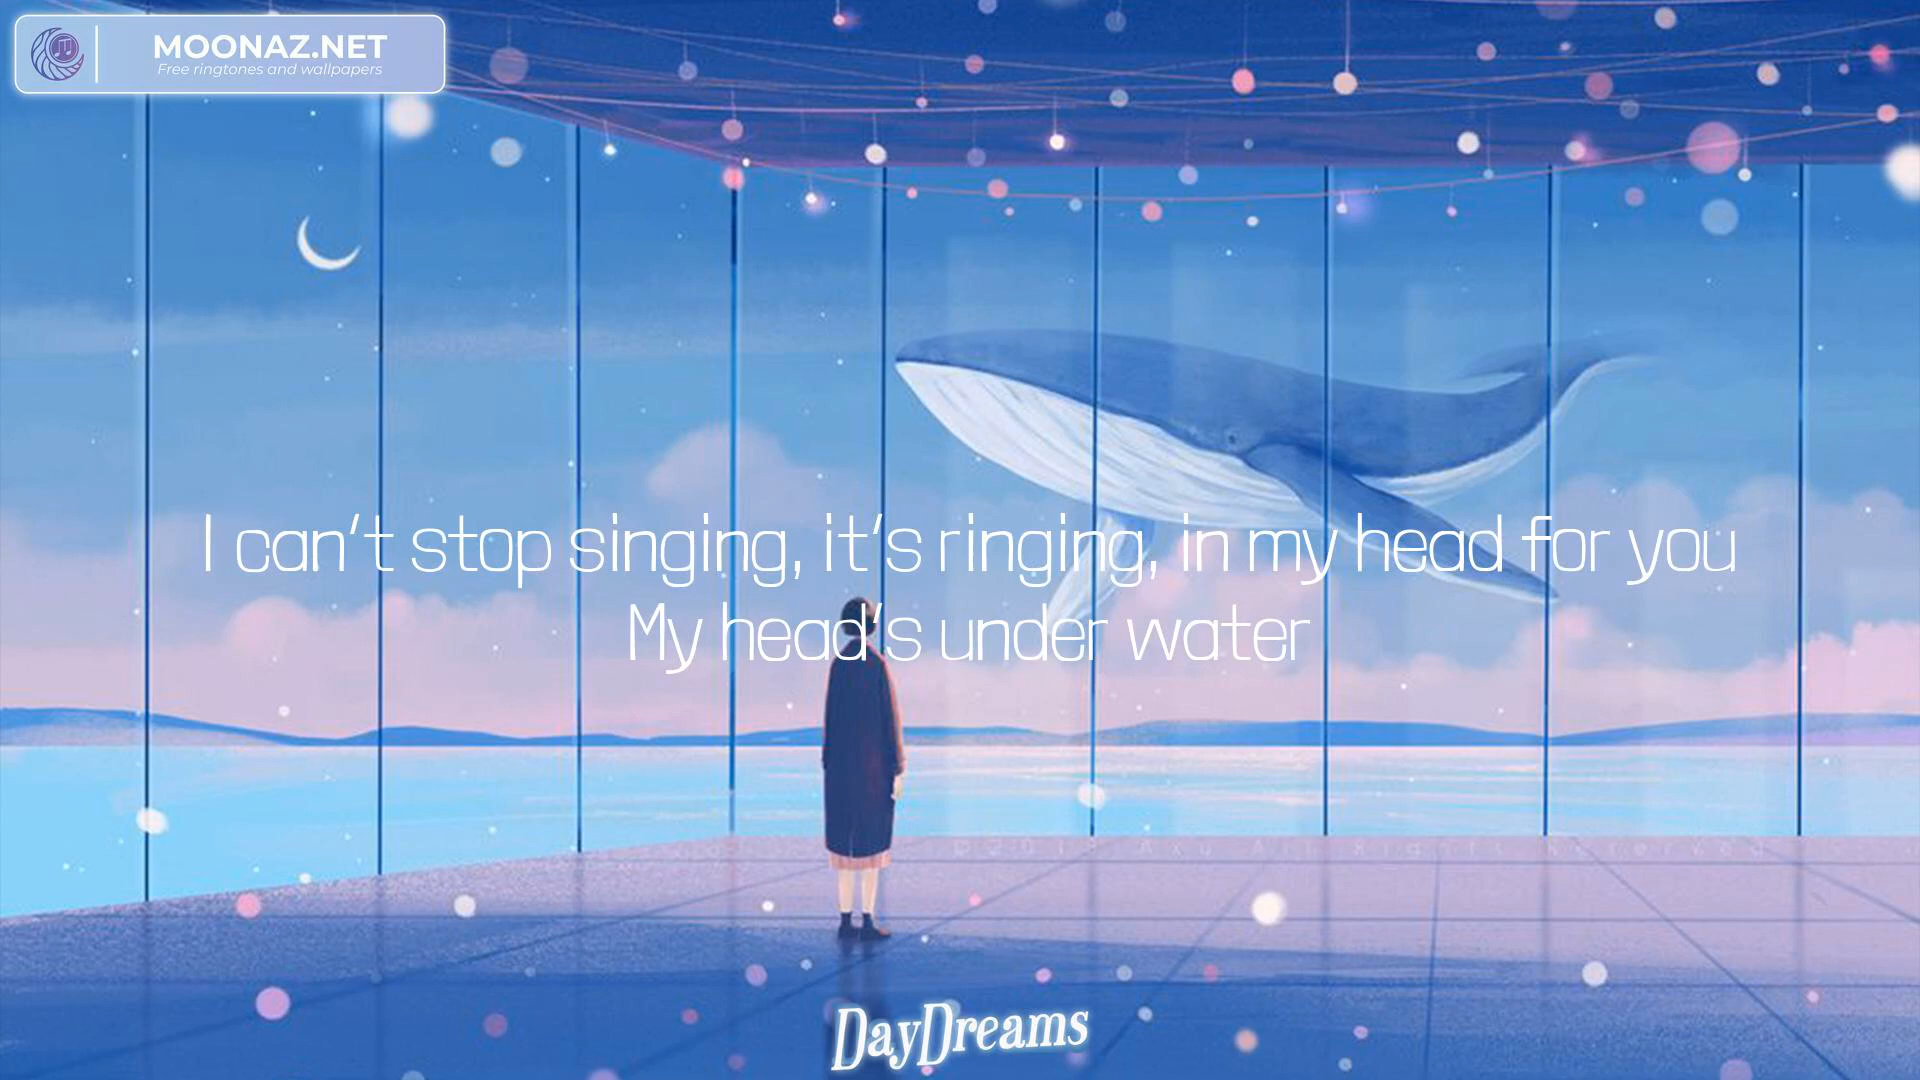 MOONAZ.NET
Free ringtones and wallpapers
I can't stop singing, it's ringing, in my head for you
My head's under water
DayDreams